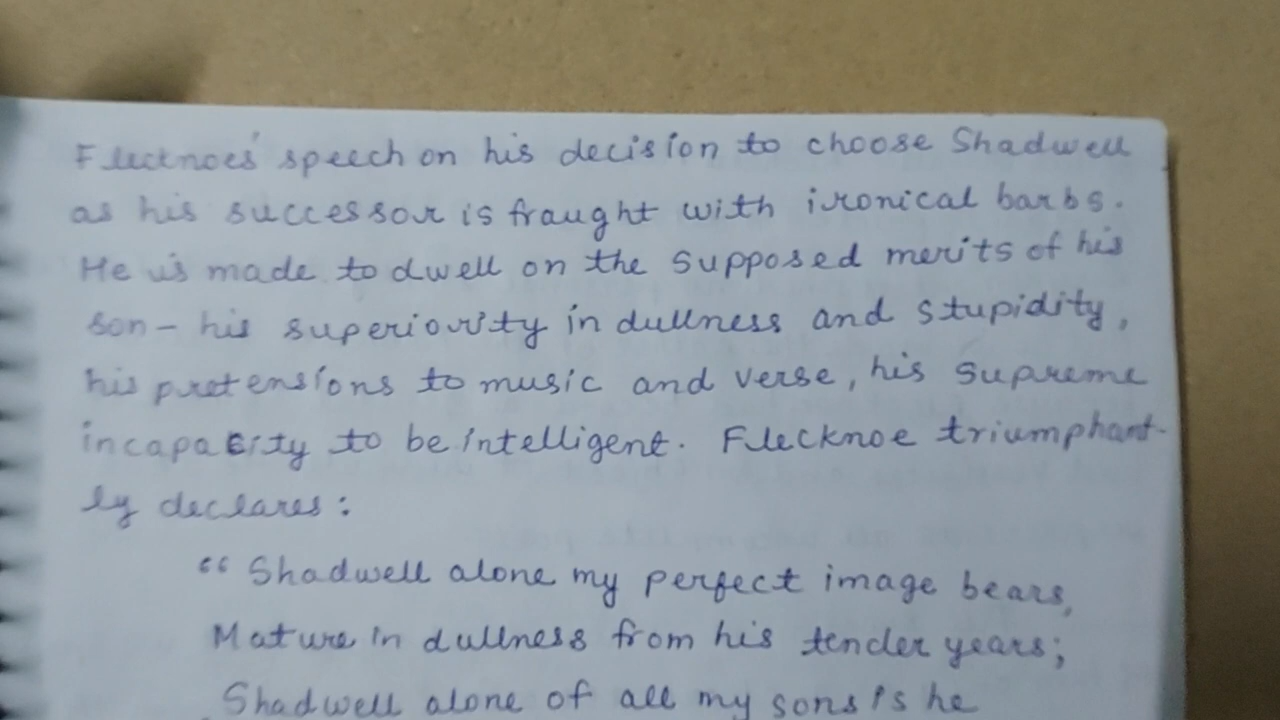 Flecknoes' speech on his decision to choose Shadwell
as his successor is fraught with ironical barbs.
He is made to dwell on the supposed merits of his
son - his superiority in dullness and stupidity,
his pretensions to music and verse, his supreme
incapacity to be intelligent. Flecknoe triumphant-
ly declares:
"Shadwell alone my perfect image bears,
Mature in dullness from his tender years;
Shadwell alone of all my sons is he